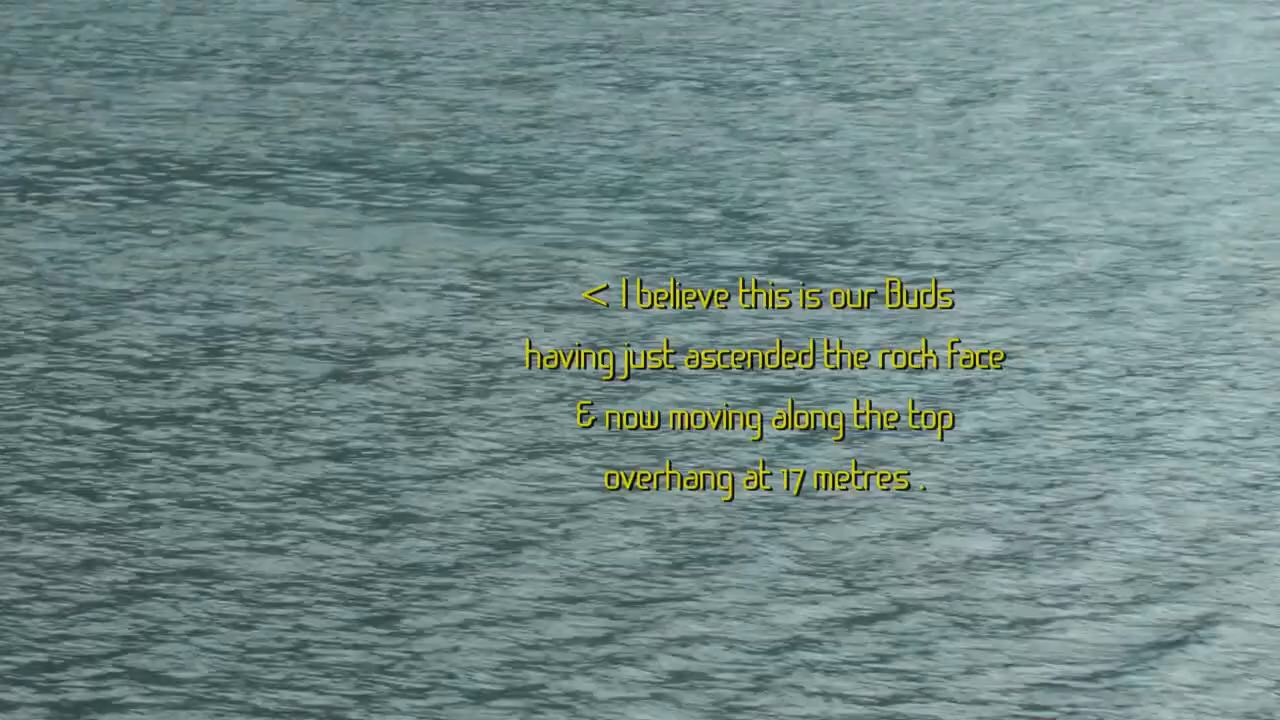 < I believe this is our Buds
having just ascended the rock face
& now moving along the top
overhang at 17 metres .